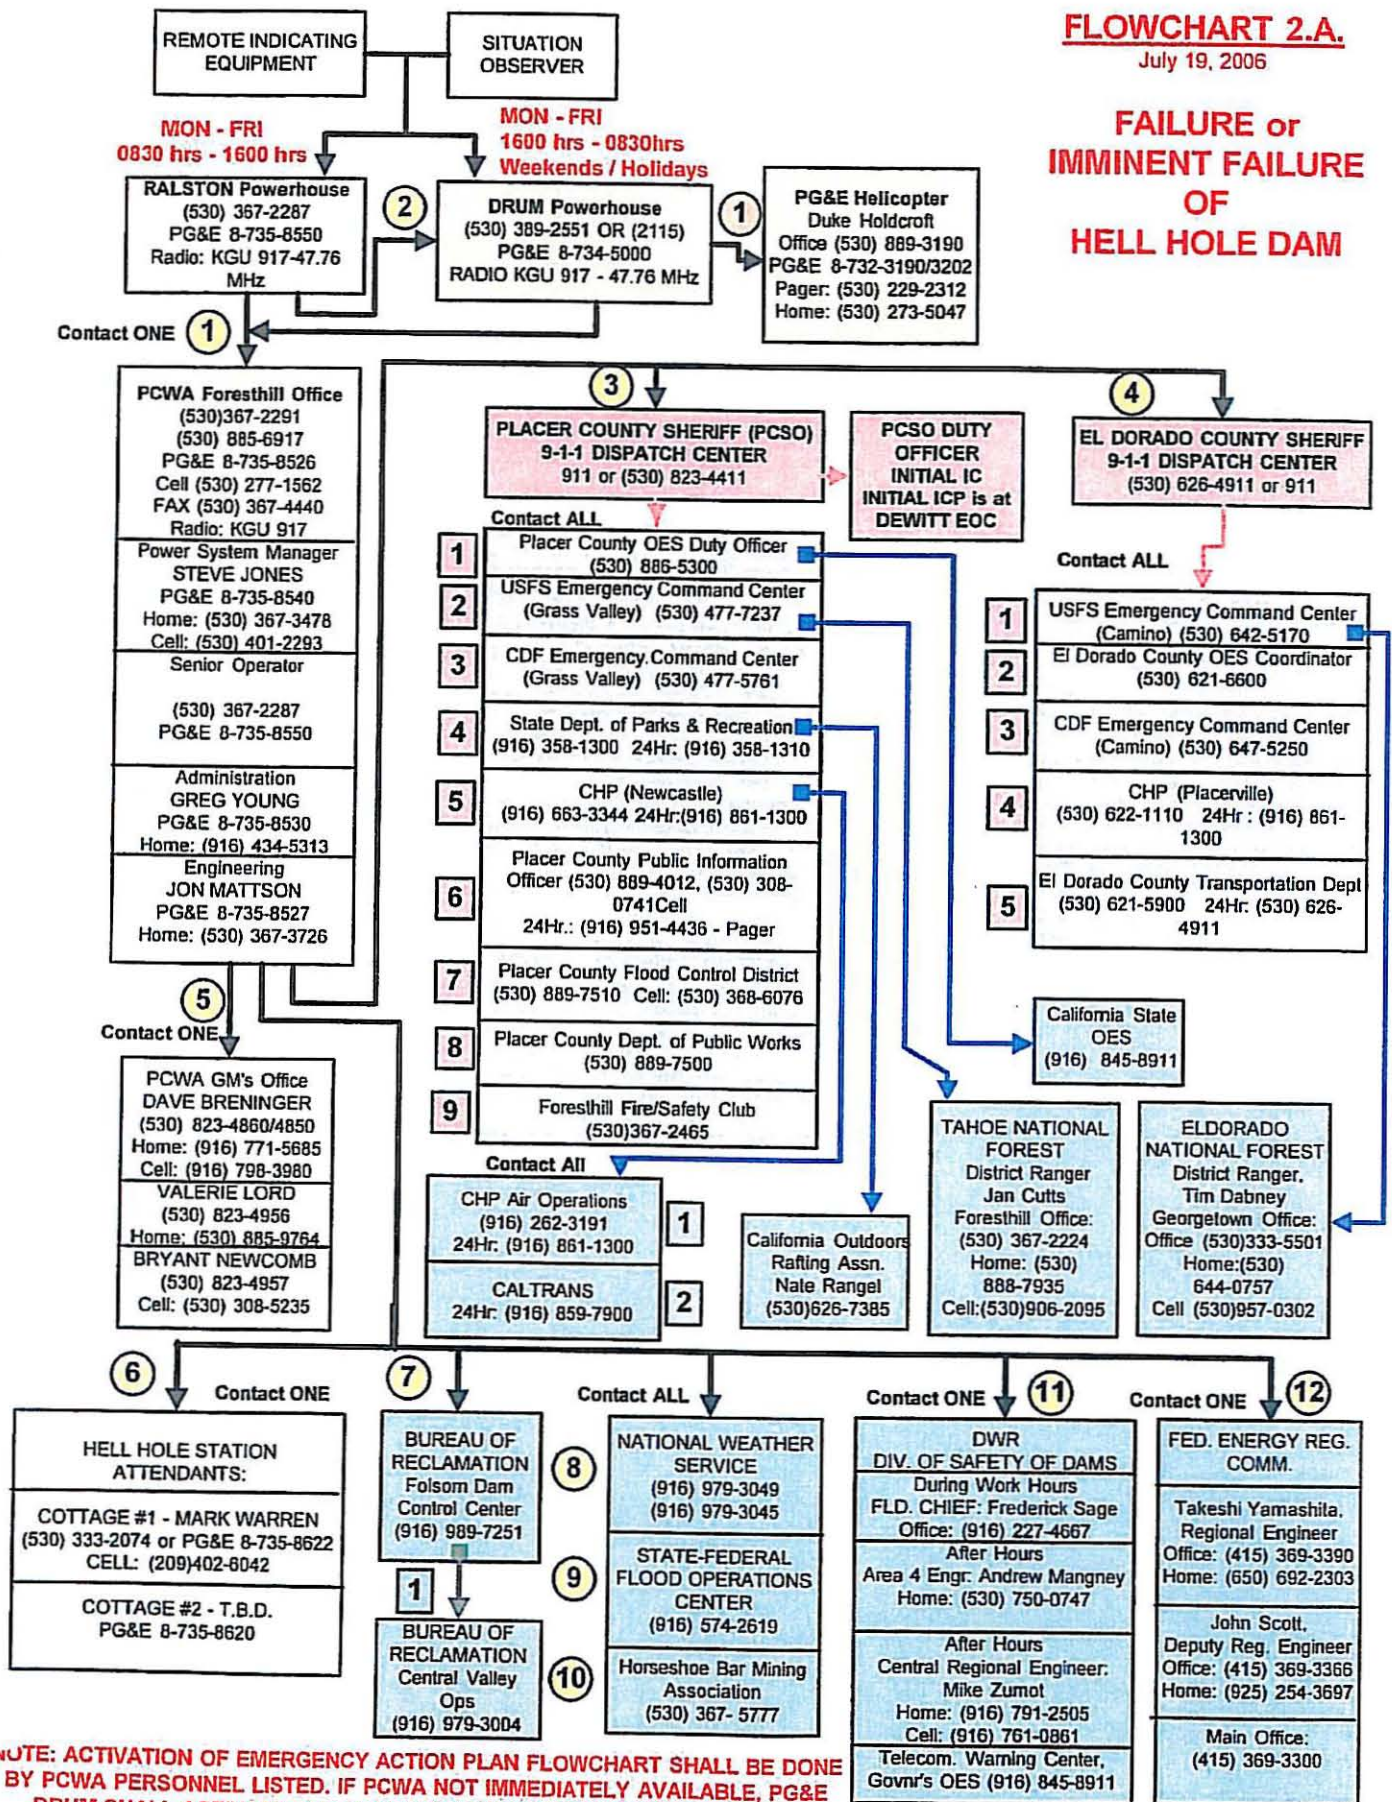 FLOWCHART 2.A.
July 19, 2006
FAILURE or
IMMINENT FAILURE
OF
HELL HOLE DAM
REMOTE INDICATING
EQUIPMENT
SITUATION
OBSERVER
MON - FRI
0830 hrs - 1600 hrs
MON - FRI
1600 hrs - 0830hrs
Weekends / Holidays
RALSTON Powerhouse
(530) 367-2287
PG&E 8-735-8550
Radio: KGU 917-47.76
MHz
2
DRUM Powerhouse
(530) 389-2551 OR (2115)
PG&E 8-734-5000
RADIO KGU 917 - 47.76 MHz
1
PG&E Helicopter
Duke Holdcroft
Office (530) 889-3190
PG&E 8-732-3190/3202
Pager: (530) 229-2312
Home: (530) 273-5047
Contact ONE
1
PCWA Foresthill Office
(530)367-2291
(530) 885-6917
PG&E 8-735-8526
Cell (530) 277-1562
FAX (530) 367-4440
Radio: KGU 917
Power System Manager
STEVE JONES
PG&E 8-735-8540
Home: (530) 367-3478
Cell: (530) 401-2293
Senior Operator
(530) 367-2287
PG&E 8-735-8550
Administration
GREG YOUNG
PG&E 8-735-8530
Home: (916) 434-5313
Engineering
JON MATTSON
PG&E 8-735-8527
Home: (530) 367-3726
3
PLACER COUNTY SHERIFF (PCSO)
9-1-1 DISPATCH CENTER
911 or (530) 823-4411
PCSO DUTY
OFFICER
INITIAL IC
INITIAL ICP is at
DEWITT EOC
4
EL DORADO COUNTY SHERIFF
9-1-1 DISPATCH CENTER
(530) 626-4911 or 911
Contact ALL
1
Placer County OES Duty Officer
(530) 886-5300
2
USFS Emergency Command Center
(Grass Valley) (530) 477-7237
3
CDF Emergency.Command Center
(Grass Valley) (530) 477-5761
4
State Dept. of Parks & Recreation
(916) 358-1300 24Hr: (916) 358-1310
5
CHP (Newcastle)
(916) 663-3344 24Hr:(916) 861-1300
6
Placer County Public Information
Officer (530) 889-4012, (530) 308-
0741Cell
24Hr.: (916) 951-4436 - Pager
7
Placer County Flood Control District
(530) 889-7510 Cell: (530) 368-6076
8
Placer County Dept. of Public Works
(530) 889-7500
9
Foresthill Fire/Safety Club
(530)367-2465
Contact ALL
1
USFS Emergency Command Center
(Camino) (530) 642-5170
2
El Dorado County OES Coordinator
(530) 621-6600
3
CDF Emergency Command Center
(Camino) (530) 647-5250
4
CHP (Placerville)
(530) 622-1110 24Hr : (916) 861-
1300
5
El Dorado County Transportation Dept
(530) 621-5900 24Hr: (530) 626-
4911
5
Contact ONE
PCWA GM's Office
DAVE BRENINGER
(530) 823-4860/4850
Home: (916) 771-5685
Cell: (916) 798-3980
VALERIE LORD
(530) 823-4956
Home: (530) 885-9764
BRYANT NEWCOMB
(530) 823-4957
Cell: (530) 308-5235
Contact All
CHP Air Operations
(916) 262-3191
24Hr: (916) 861-1300
1
CALTRANS
24Hr: (916) 859-7900
2
California Outdoors
Rafting Assn.
Nate Rangel
(530)626-7385
California State
OES
(916) 845-8911
TAHOE NATIONAL
FOREST
District Ranger
Jan Cutts
Foresthill Office:
(530) 367-2224
Home: (530)
888-7935
Cell:(530)906-2095
ELDORADO
NATIONAL FOREST
District Ranger,
Tim Dabney
Georgetown Office:
Office (530)333-5501
Home:(530)
644-0757
Cell (530)957-0302
6
Contact ONE
HELL HOLE STATION
ATTENDANTS:
COTTAGE #1 - MARK WARREN
(530) 333-2074 or PG&E 8-735-8622
CELL: (209)402-6042
COTTAGE #2 - T.B.D.
PG&E 8-735-8620
7
BUREAU OF
RECLAMATION
Folsom Dam
Control Center
(916) 989-7251
1
BUREAU OF
RECLAMATION
Central Valley
Ops
(916) 979-3004
Contact ALL
8
NATIONAL WEATHER
SERVICE
(916) 979-3049
(916) 979-3045
9
STATE-FEDERAL
FLOOD OPERATIONS
CENTER
(916) 574-2619
10
Horseshoe Bar Mining
Association
(530) 367- 5777
Contact ONE
11
DWR
DIV. OF SAFETY OF DAMS
During Work Hours
FLD. CHIEF: Frederick Sage
Office: (916) 227-4667
After Hours
Area 4 Engr: Andrew Mangney
Home: (530) 750-0747
After Hours
Central Regional Engineer:
Mike Zumot
Home: (916) 791-2505
Cell: (916) 761-0861
Telecom. Warning Center,
Govnr's OES (916) 845-8911
Contact ONE
12
FED. ENERGY REG.
COMM.
Takeshi Yamashita,
Regional Engineer
Office: (415) 369-3390
Home: (650) 692-2303
John Scott,
Deputy Reg. Engineer
Office: (415) 369-3366
Home: (925) 254-3697
Main Office:
(415) 369-3300
NOTE: ACTIVATION OF EMERGENCY ACTION PLAN FLOWCHART SHALL BE DONE
BY PCWA PERSONNEL LISTED. IF PCWA NOT IMMEDIATELY AVAILABLE, PG&E